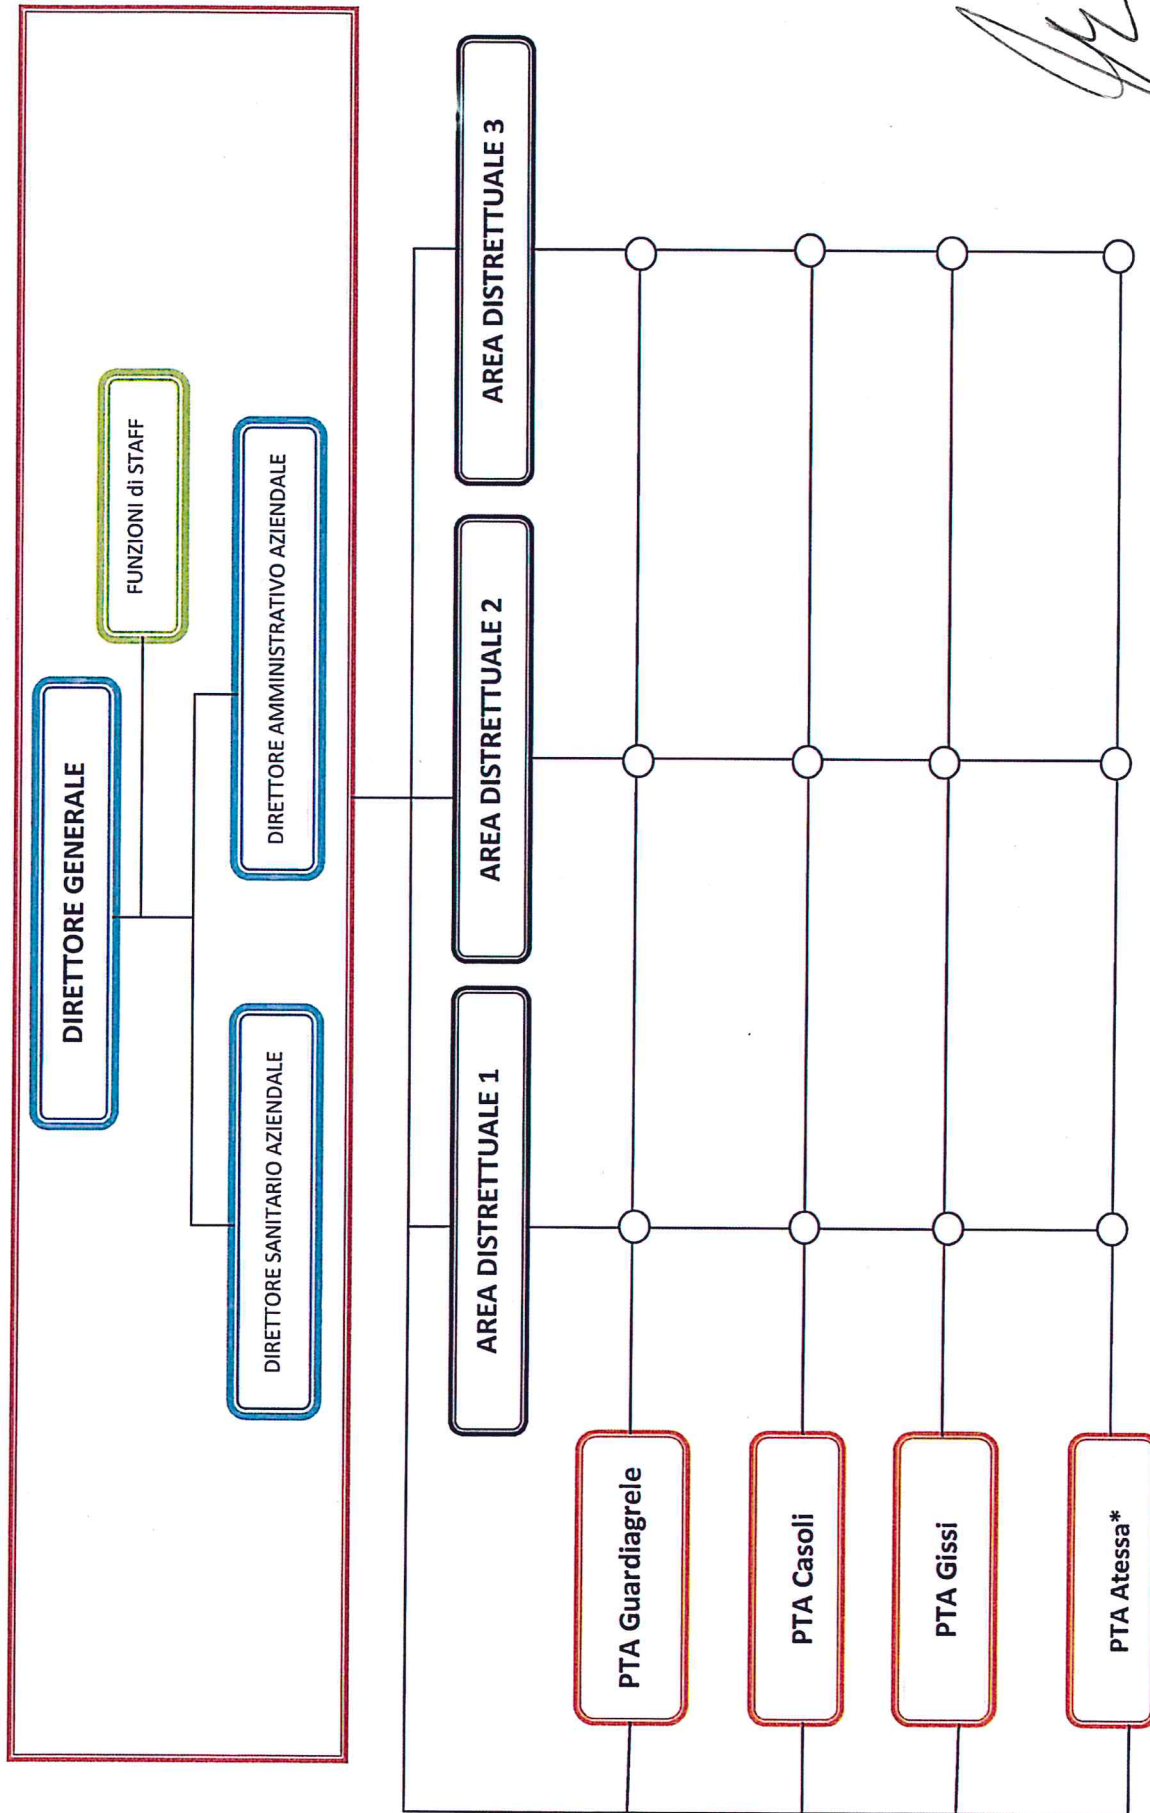 DIRETTORE GENERALE
FUNZIONI di STAFF
DIRETTORE SANITARIO AZIENDALE
DIRETTORE AMMINISTRATIVO AZIENDALE
AREA DISTRETTUALE 1
AREA DISTRETTUALE 2
AREA DISTRETTUALE 3
PTA Guardiagrele
PTA Casoli
PTA Gissi
PTA Atessa*